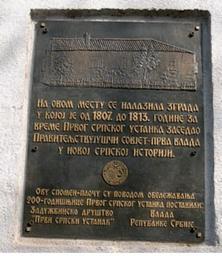 На овом месту се налазила зграда
у којој је од 1807. до 1813. године за
време Првог српског устанка заседао
Правитељствујушчи совјет-прва влада
у новој српској историји.
Ову спомен-плочу су поводом обележавања
200-годишњице Првог српског устанка поставили:
Задужбинско друштво Влада
"Први српски устанак" Републике Србије